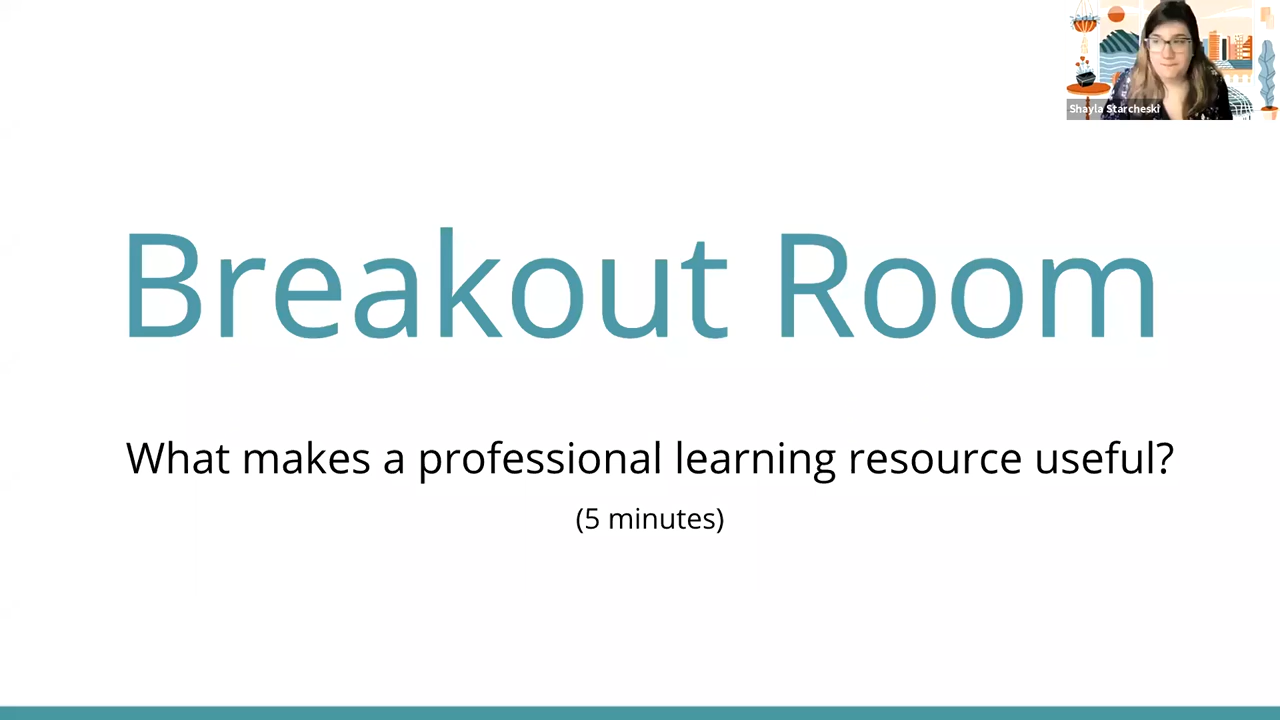 Shayla Starcheski
Breakout Room
What makes a professional learning resource useful?
(5 minutes)